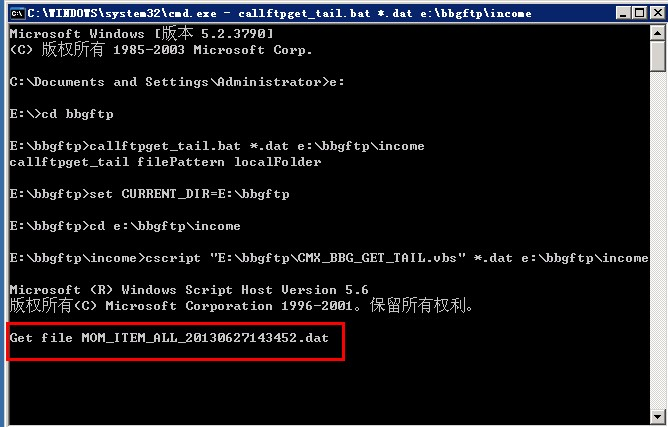 C:\WINDOWS\system32\cmd.exe - callftpget_tail.bat *.dat e:\bbgftp\income
Microsoft Windows [版本 5.2.3790]
(C) 版权所有 1985-2003 Microsoft Corp.
C:\Documents and Settings\Administrator>e:
E:\>cd bbgftp
E:\bbgftp>callftpget_tail.bat *.dat e:\bbgftp\income
callftpget_tail filePattern localFolder
E:\bbgftp>set CURRENT_DIR=E:\bbgftp
E:\bbgftp>cd e:\bbgftp\income
E:\bbgftp\income>cscript "E:\bbgftp\CMX_BBG_GET_TAIL.vbs" *.dat e:\bbgftp\income
Microsoft (R) Windows Script Host Version 5.6
版权所有(C) Microsoft Corporation 1996-2001。保留所有权利。
Get file MOM_ITEM_ALL_20130627143452.dat